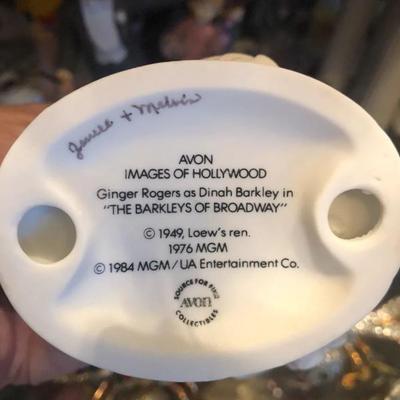 James + Melvin
AVON
IMAGES OF HOLLYWOOD
Ginger Rogers as Dinah Barkley in
"THE BARKLEYS OF BROADWAY"
© 1949, Loew's ren.
1976 MGM
© 1984 MGM/UA Entertainment Co.
SOURCE FOR FINE
AVON
COLLECTIBLES